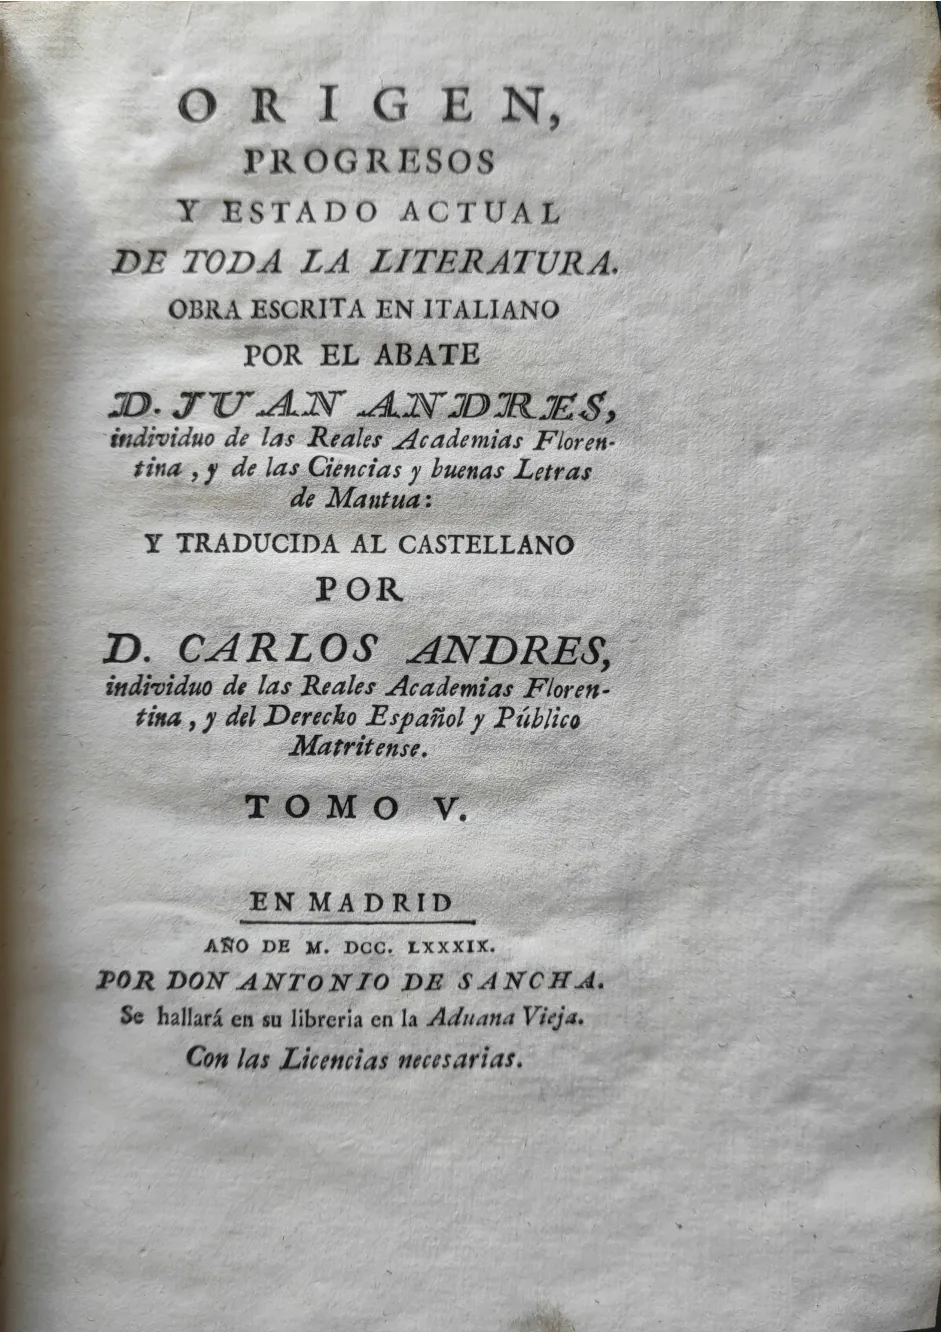 ORIGEN,
PROGRESOS
Y ESTADO ACTUAL
DE TODA LA LITERATURA.
OBRA ESCRITA EN ITALIANO
POR EL ABATE
D. JUAN ANDRES,
individuo de las Reales Academias Floren-
tina, y de las Ciencias y buenas Letras
de Mantua:
Y TRADUCIDA AL CASTELLANO
POR
D. CARLOS ANDRES,
individuo de las Reales Academias Floren-
tina, y del Derecho Español y Público
Matritense.
TOMO V.
EN MADRID
AÑO DE M. DCC. LXXXIX.
POR DON ANTONIO DE SANCHA.
Se hallará en su libreria en la Aduana Vieja.
Con las Licencias necesarias.